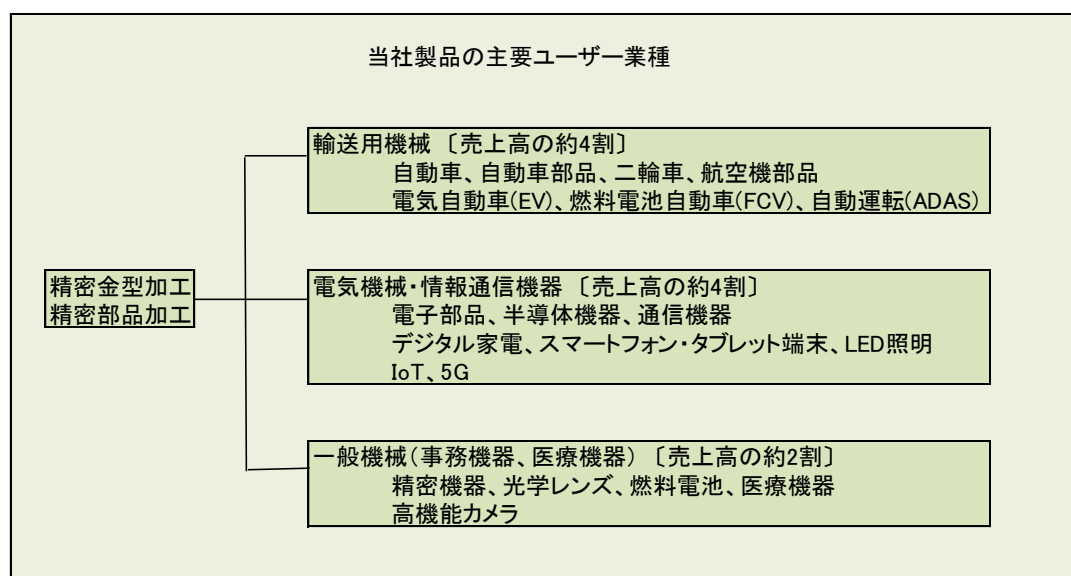 当社製品の主要ユーザー業種
輸送用機械 〔売上高の約4割〕
自動車、自動車部品、二輪車、航空機部品
電気自動車(EV)、燃料電池自動車(FCV)、自動運転(ADAS)
精密金型加工
精密部品加工
電気機械・情報通信機器 〔売上高の約4割〕
電子部品、半導体機器、通信機器
デジタル家電、スマートフォン・タブレット端末、LED照明
IoT、5G
一般機械(事務機器、医療機器) 〔売上高の約2割〕
精密機器、光学レンズ、燃料電池、医療機器
高機能カメラ